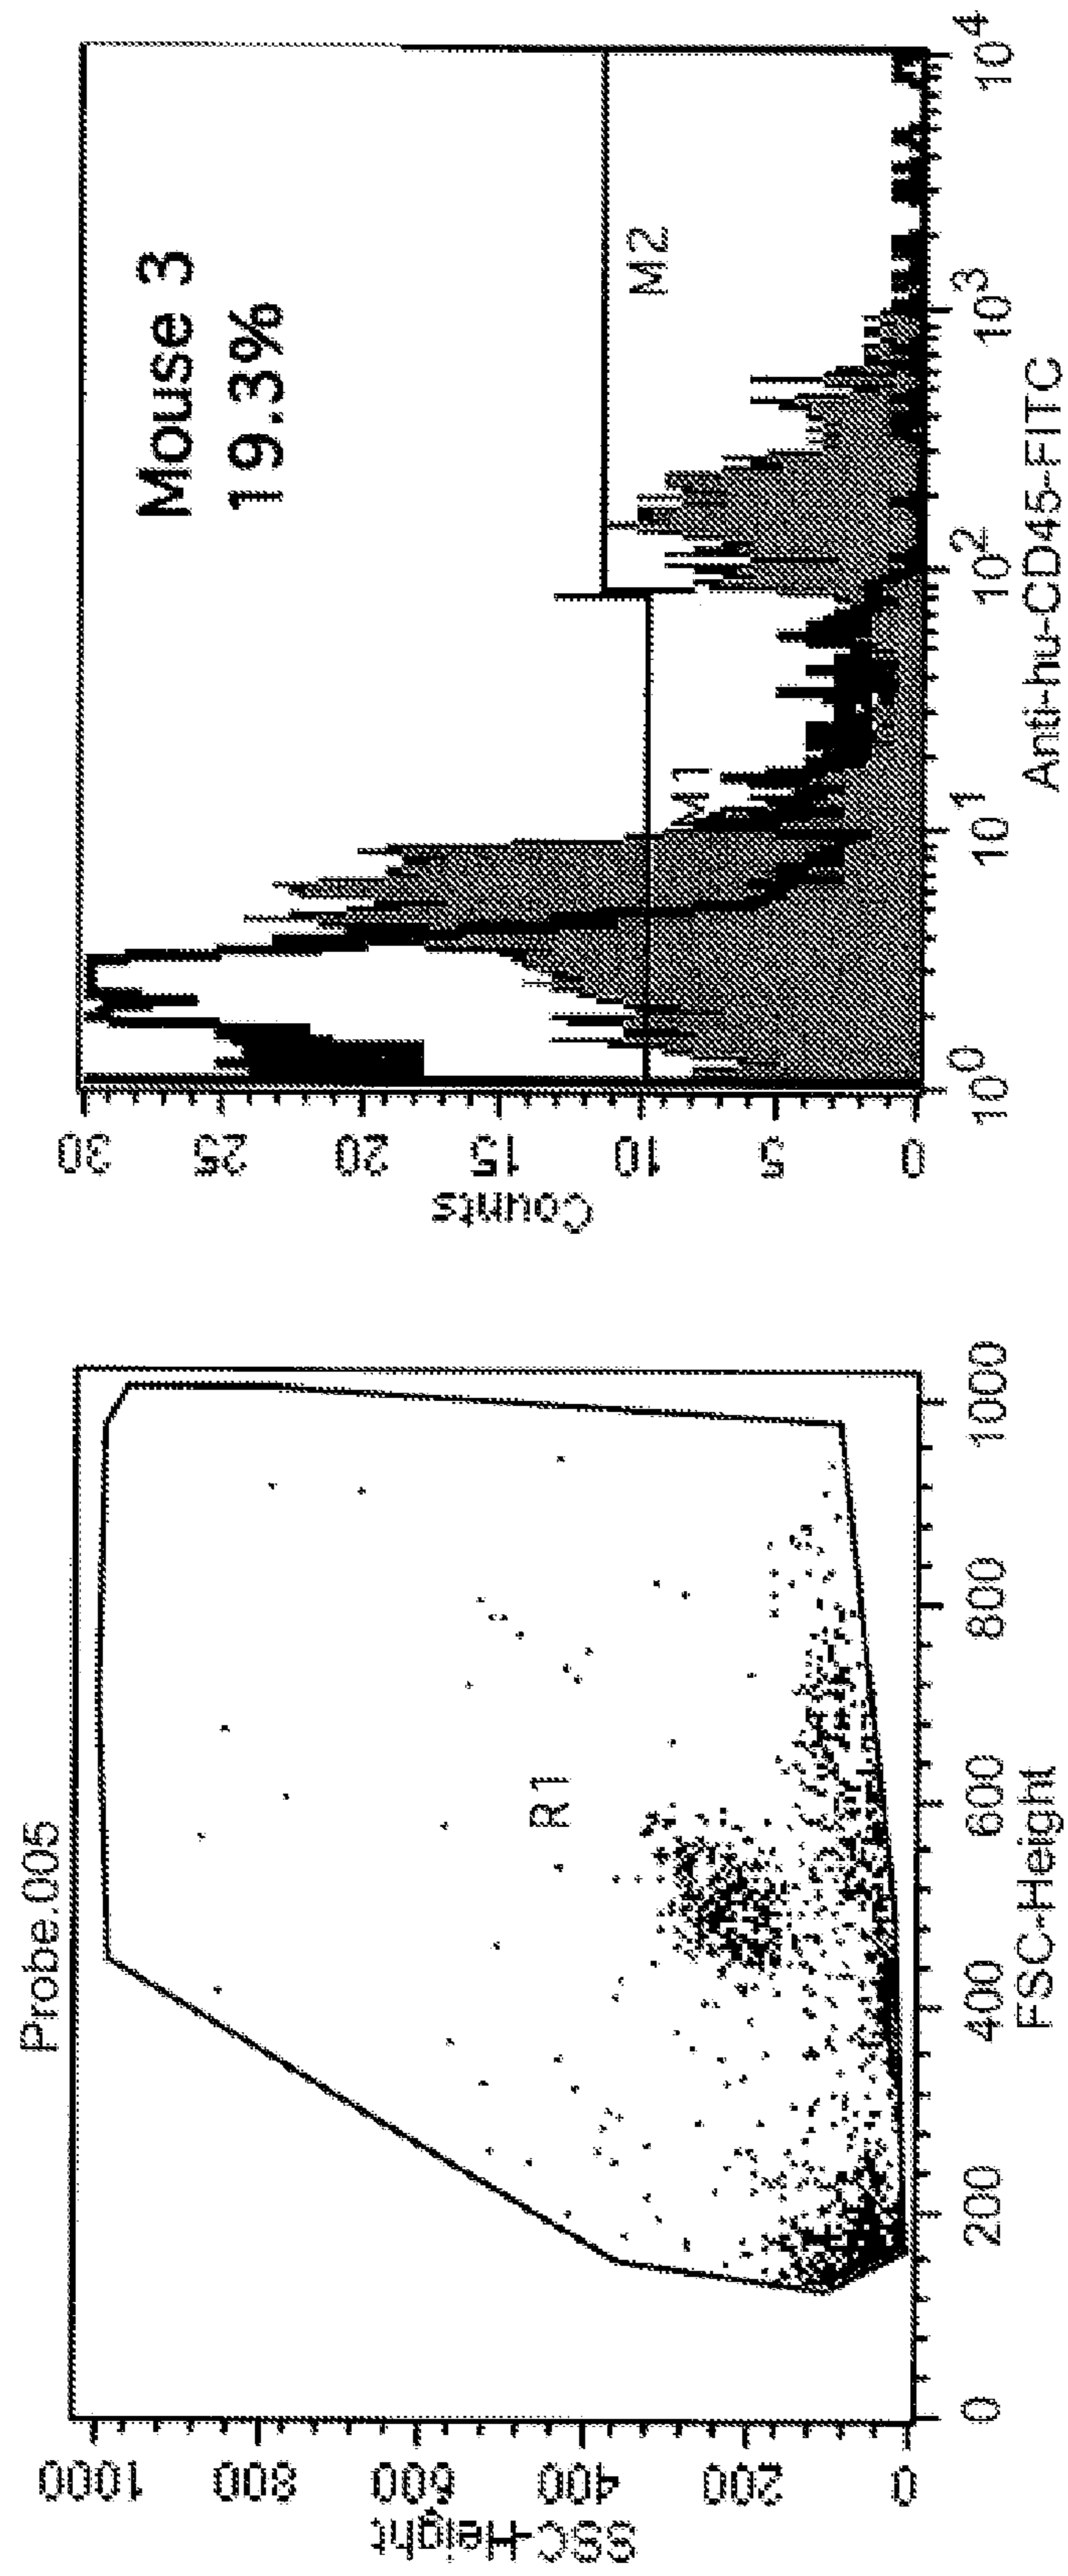 Probe.005
SSC-Height
1000
800
600
400
200
0
R1
0
200
400
600
800
1000
FSC-Height
Counts
30
25
20
15
10
5
0
Mouse 3
19.3%
M1
M2
10^0
10^1
10^2
10^3
10^4
Anti-hu-CD45-FITC